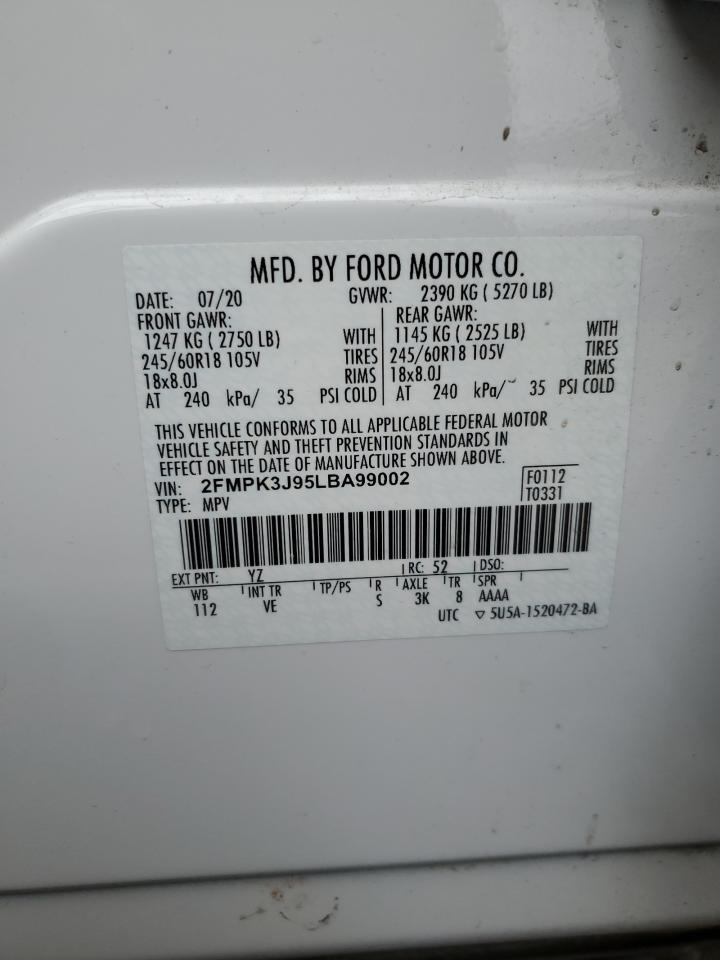 MFD. BY FORD MOTOR CO.
DATE: 07/20 GVWR: 2390 KG ( 5270 LB)
FRONT GAWR: REAR GAWR:
1247 KG ( 2750 LB) WITH 1145 KG ( 2525 LB) WITH
245/60R18 105V TIRES 245/60R18 105V TIRES
18x8.0J RIMS 18x8.0J RIMS
AT 240 kPa/ 35 PSI COLD AT 240 kPa/ 35 PSI COLD
THIS VEHICLE CONFORMS TO ALL APPLICABLE FEDERAL MOTOR
VEHICLE SAFETY AND THEFT PREVENTION STANDARDS IN
EFFECT ON THE DATE OF MANUFACTURE SHOWN ABOVE.
VIN: 2FMPK3J95LBA99002 F0112
TYPE: MPV T0331
EXT PNT: YZ RC: 52 DSO:
WB INT TR TP/PS R AXLE TR SPR
112 VE S 3K 8 AAAA
UTC ▽ 5U5A-1520472-BA